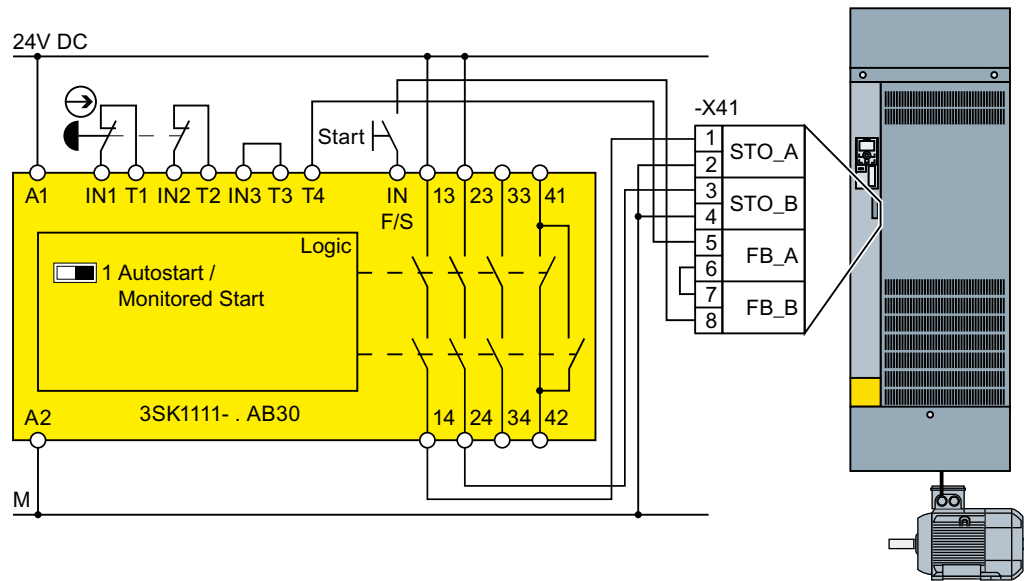 24V DC
-X41
Start
1
STO_A
2
3
STO_B
4
5
FB_A
6
7
FB_B
8
A1 IN1 T1 IN2 T2 IN3 T3 T4 IN 13 23 33 41
F/S
Logic
1 Autostart /
Monitored Start
A2 3SK1111- . AB30 14 24 34 42
M